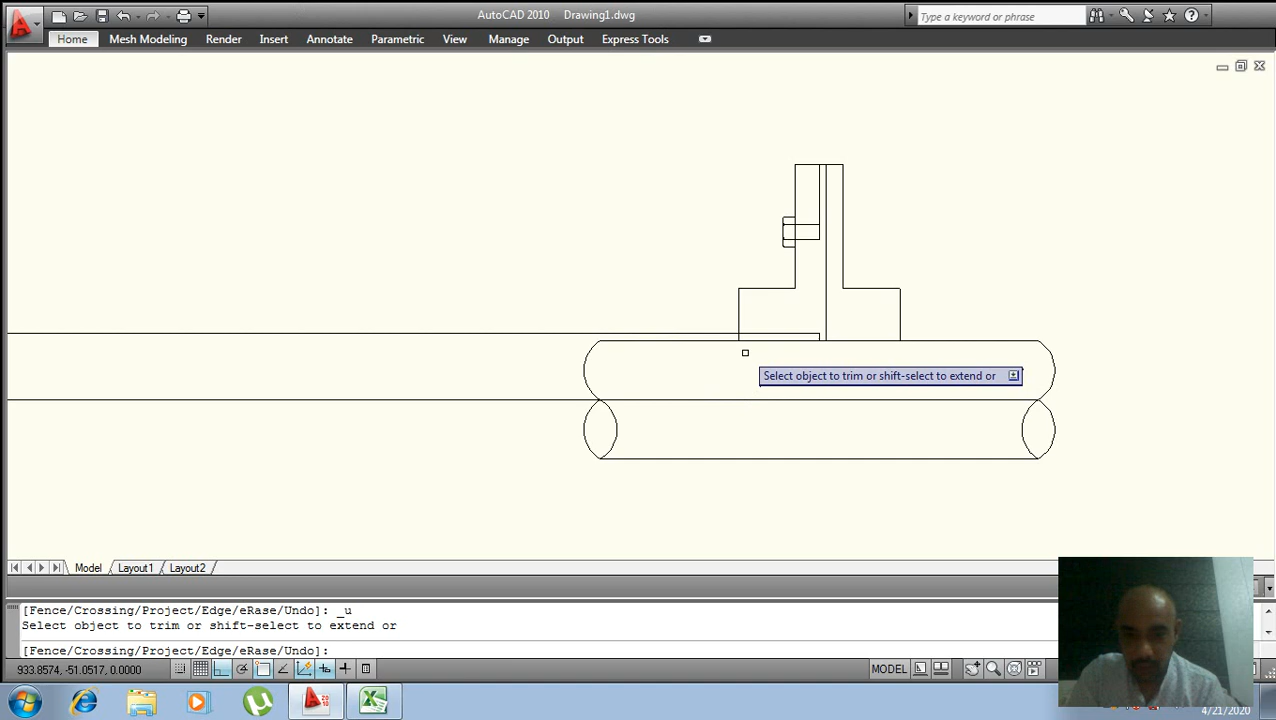 AutoCAD 2010 Drawing1.dwg
Type a keyword or phrase
Home Mesh Modeling Render Insert Annotate Parametric View Manage Output Express Tools
Select object to trim or shift-select to extend or
Model Layout1 Layout2
[Fence/Crossing/Project/Edge/eRase/Undo]: _u
Select object to trim or shift-select to extend or
[Fence/Crossing/Project/Edge/eRase/Undo]:
933.8574, -51.0517, 0.0000
MODEL
4/21/2020